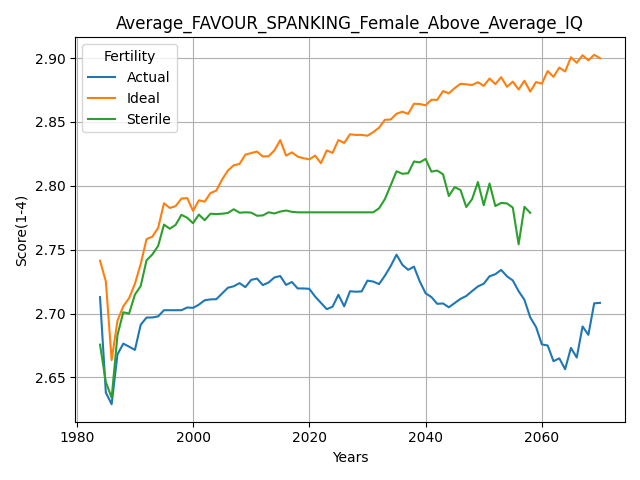 Average_FAVOUR_SPANKING_Female_Above_Average_IQ
Score(1-4)
2.90
2.85
2.80
2.75
2.70
2.65
Fertility
Actual
Ideal
Sterile
1980 2000 2020 2040 2060
Years